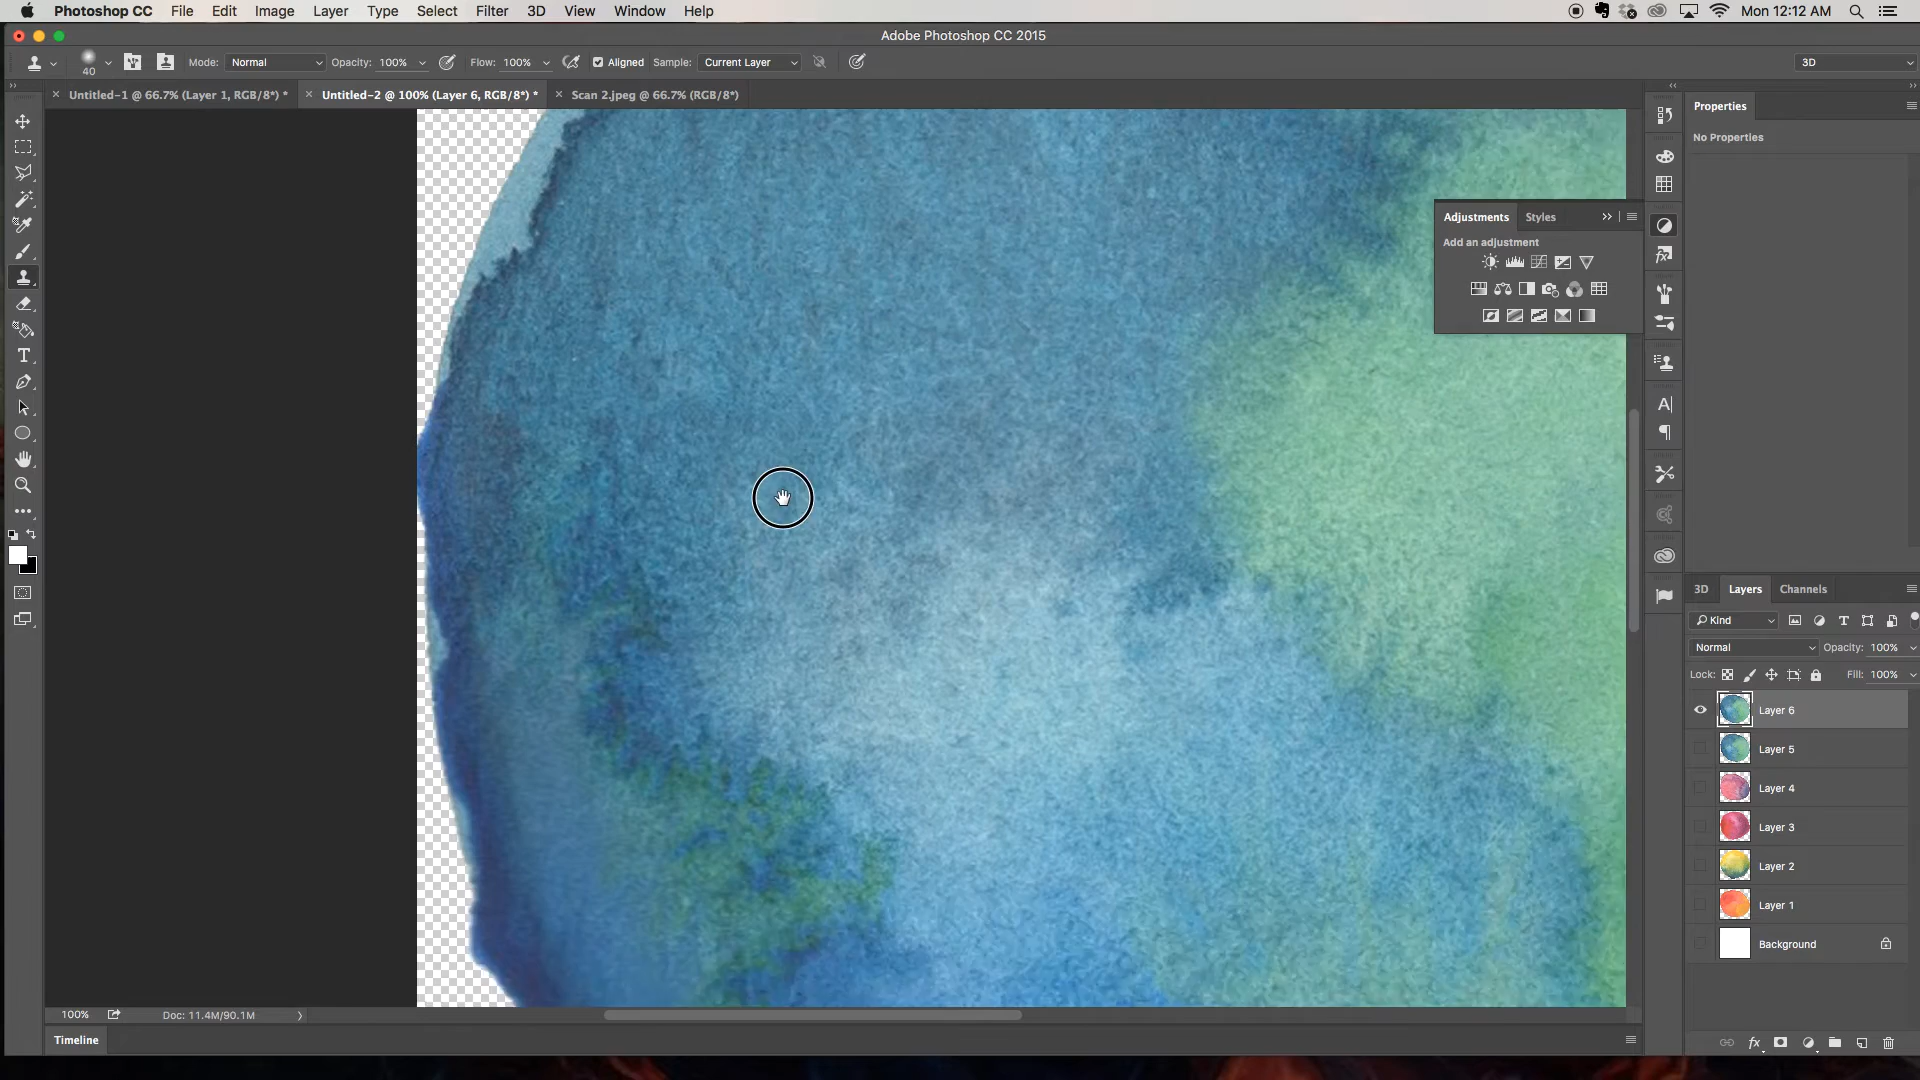 Photoshop CC File Edit Image Layer Type Select Filter 3D View Window Help Mon 12:12 AM
Adobe Photoshop CC 2015
40 Mode: Normal Opacity: 100% Flow: 100% Aligned Sample: Current Layer 3D
Untitled-1 @ 66.7% (Layer 1, RGB/8*) * Untitled-2 @ 100% (Layer 6, RGB/8*) * Scan 2.jpeg @ 66.7% (RGB/8*)
Properties
No Properties
Adjustments Styles
Add an adjustment
3D Layers Channels
Kind
Normal Opacity: 100%
Lock: Fill: 100%
Layer 6
Layer 5
Layer 4
Layer 3
Layer 2
Layer 1
Background
100% Doc: 11.4M/90.1M
Timeline